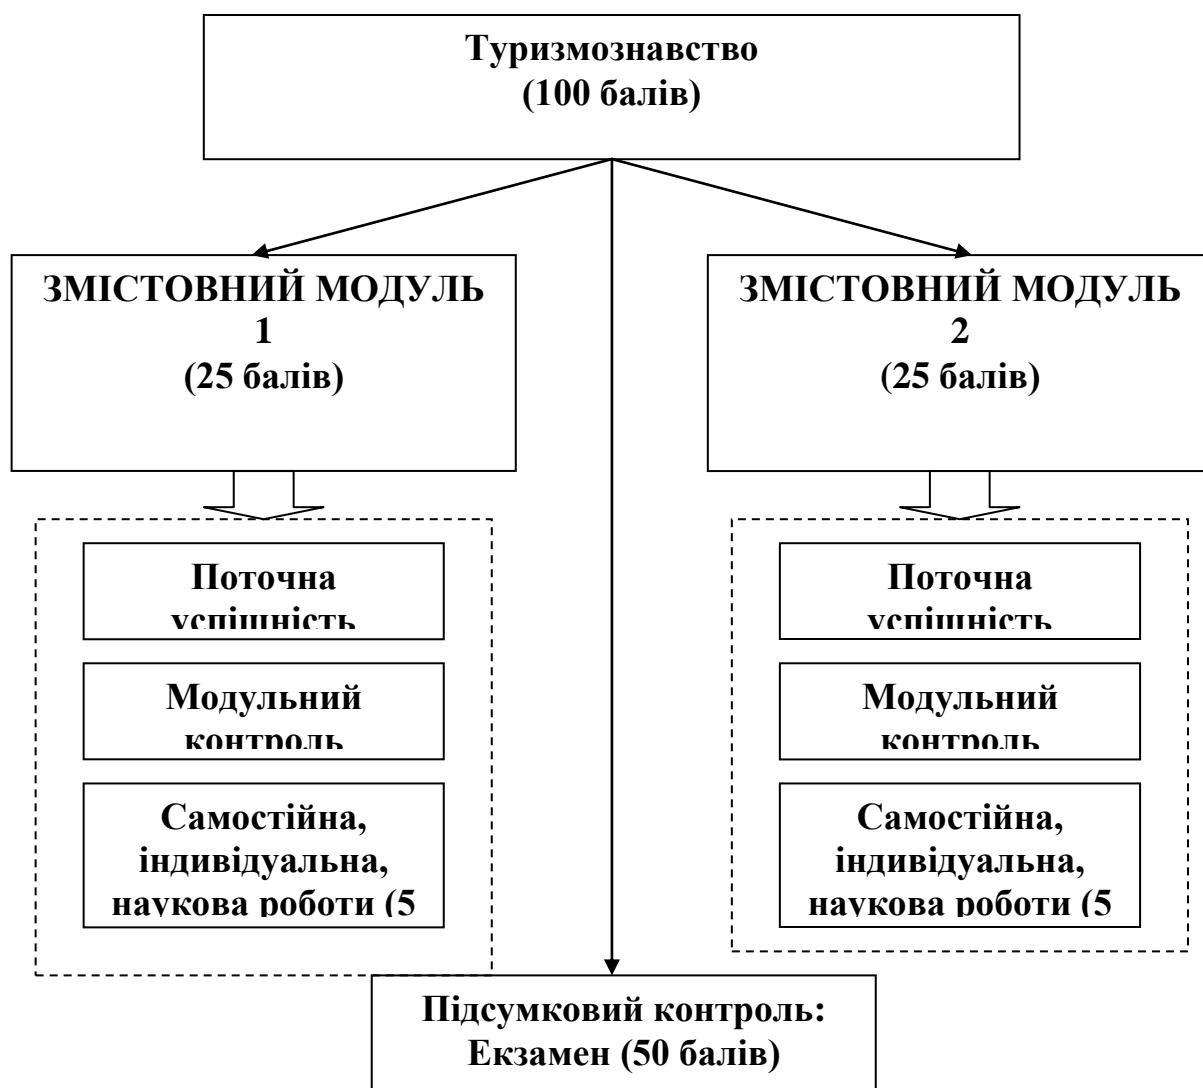 Туризмознавство
(100 балів)
ЗМІСТОВНИЙ МОДУЛЬ
1
(25 балів)
ЗМІСТОВНИЙ МОДУЛЬ
2
(25 балів)
Поточна
успішність
Модульний
контроль
Самостійна,
індивідуальна,
наукова роботи (5
Поточна
успішність
Модульний
контроль
Самостійна,
індивідуальна,
наукова роботи (5
Підсумковий контроль:
Екзамен (50 балів)